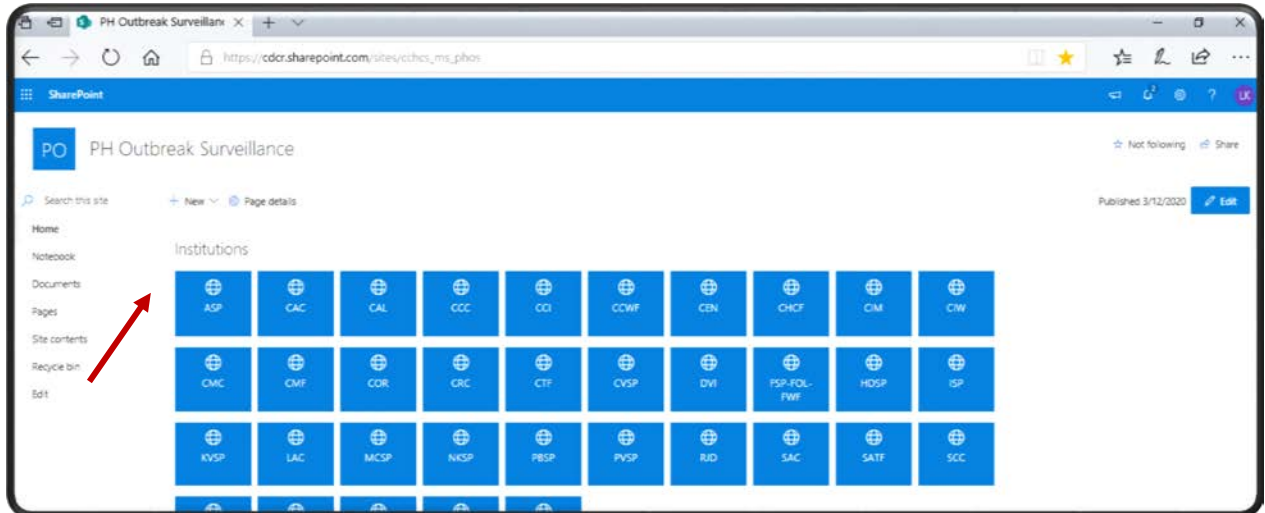 PH Outbreak Surveillanc
https://cdcr.sharepoint.com/sites/cchcs_ms_phos
SharePoint
2
LK
PO
PH Outbreak Surveillance
Not following
Share
Search this site
New
Page details
Published 3/12/2020
Edit
Home
Notebook
Documents
Pages
Site contents
Recycle bin
Edit
Institutions
ASP CAC CAL CCC CCI CCWF CEN CHCF CIM CIW
CMC CMF COR CRC CTF CVSP DVI FSP-FOL-FWF HDSP ISP
KVSP LAC MCSP NKSP PBSP PVSP RJD SAC SATF SCC